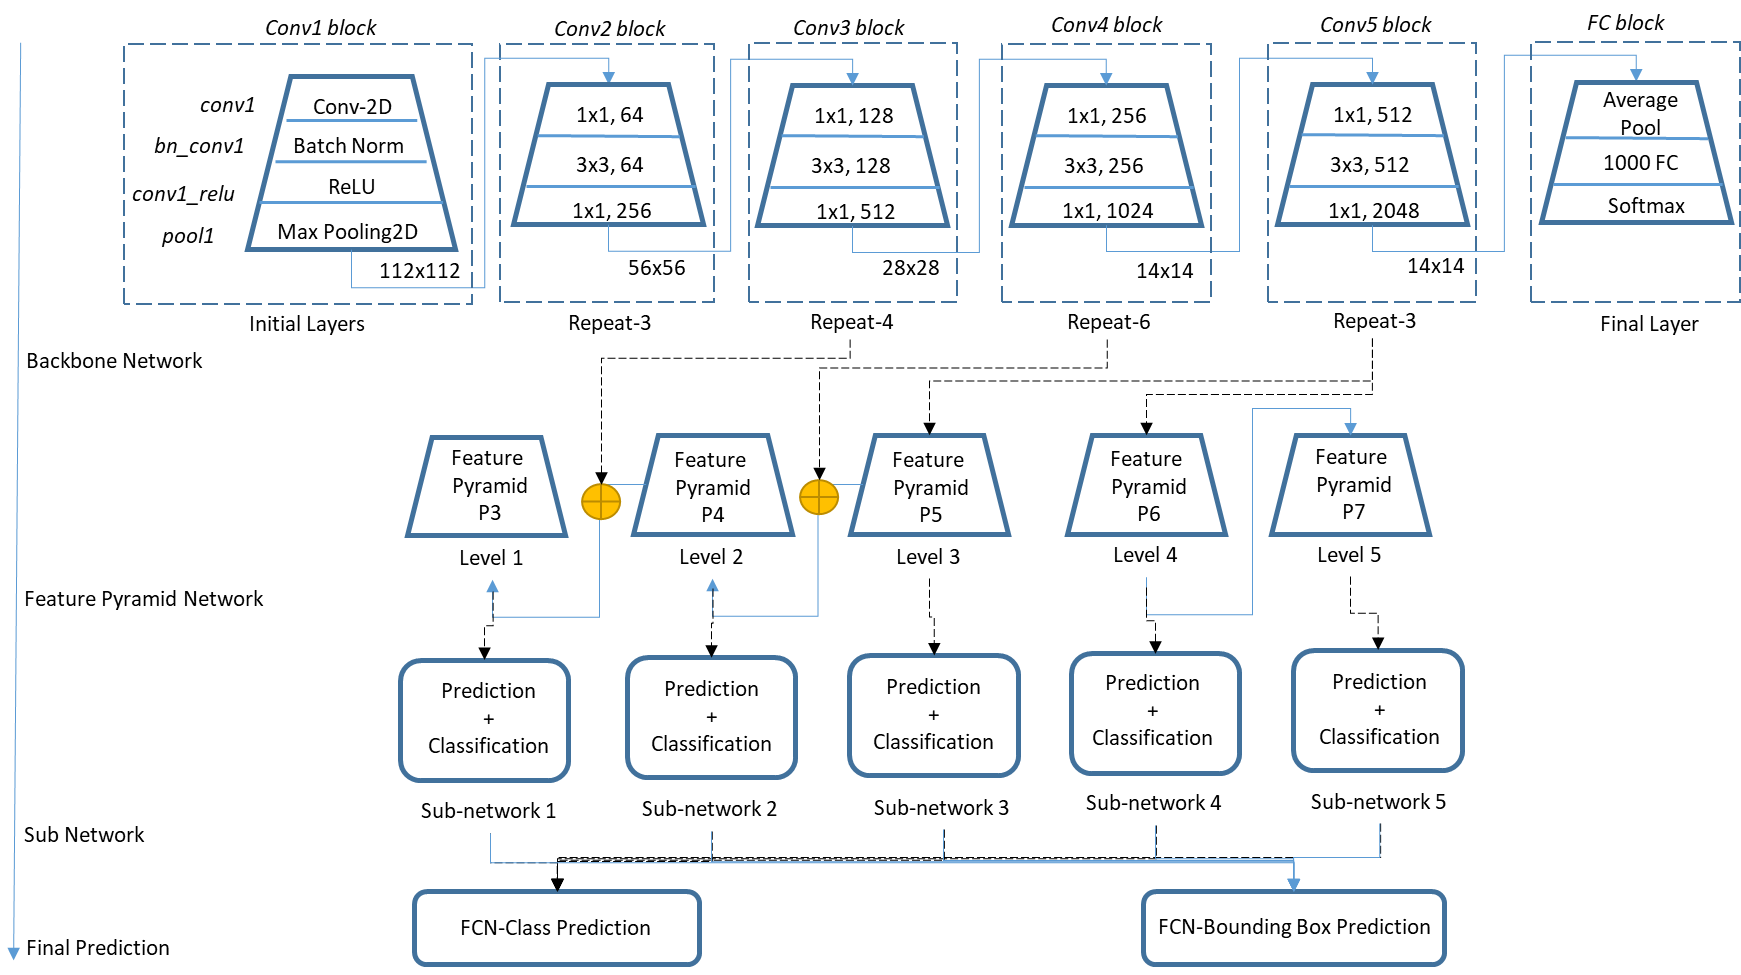 Conv1 block
Conv2 block
Conv3 block
Conv4 block
Conv5 block
FC block
conv1
bn_conv1
conv1_relu
pool1
Conv-2D
Batch Norm
ReLU
Max Pooling2D
112x112
Initial Layers
1x1, 64
3x3, 64
1x1, 256
56x56
Repeat-3
1x1, 128
3x3, 128
1x1, 512
28x28
Repeat-4
1x1, 256
3x3, 256
1x1, 1024
14x14
Repeat-6
1x1, 512
3x3, 512
1x1, 2048
14x14
Repeat-3
Average
Pool
1000 FC
Softmax
Final Layer
Backbone Network
Feature
Pyramid
P3
Level 1
Feature
Pyramid
P4
Level 2
Feature
Pyramid
P5
Level 3
Feature
Pyramid
P6
Level 4
Feature
Pyramid
P7
Level 5
Feature Pyramid Network
Prediction
+
Classification
Sub-network 1
Prediction
+
Classification
Sub-network 2
Prediction
+
Classification
Sub-network 3
Prediction
+
Classification
Sub-network 4
Prediction
+
Classification
Sub-network 5
Sub Network
FCN-Class Prediction
FCN-Bounding Box Prediction
Final Prediction